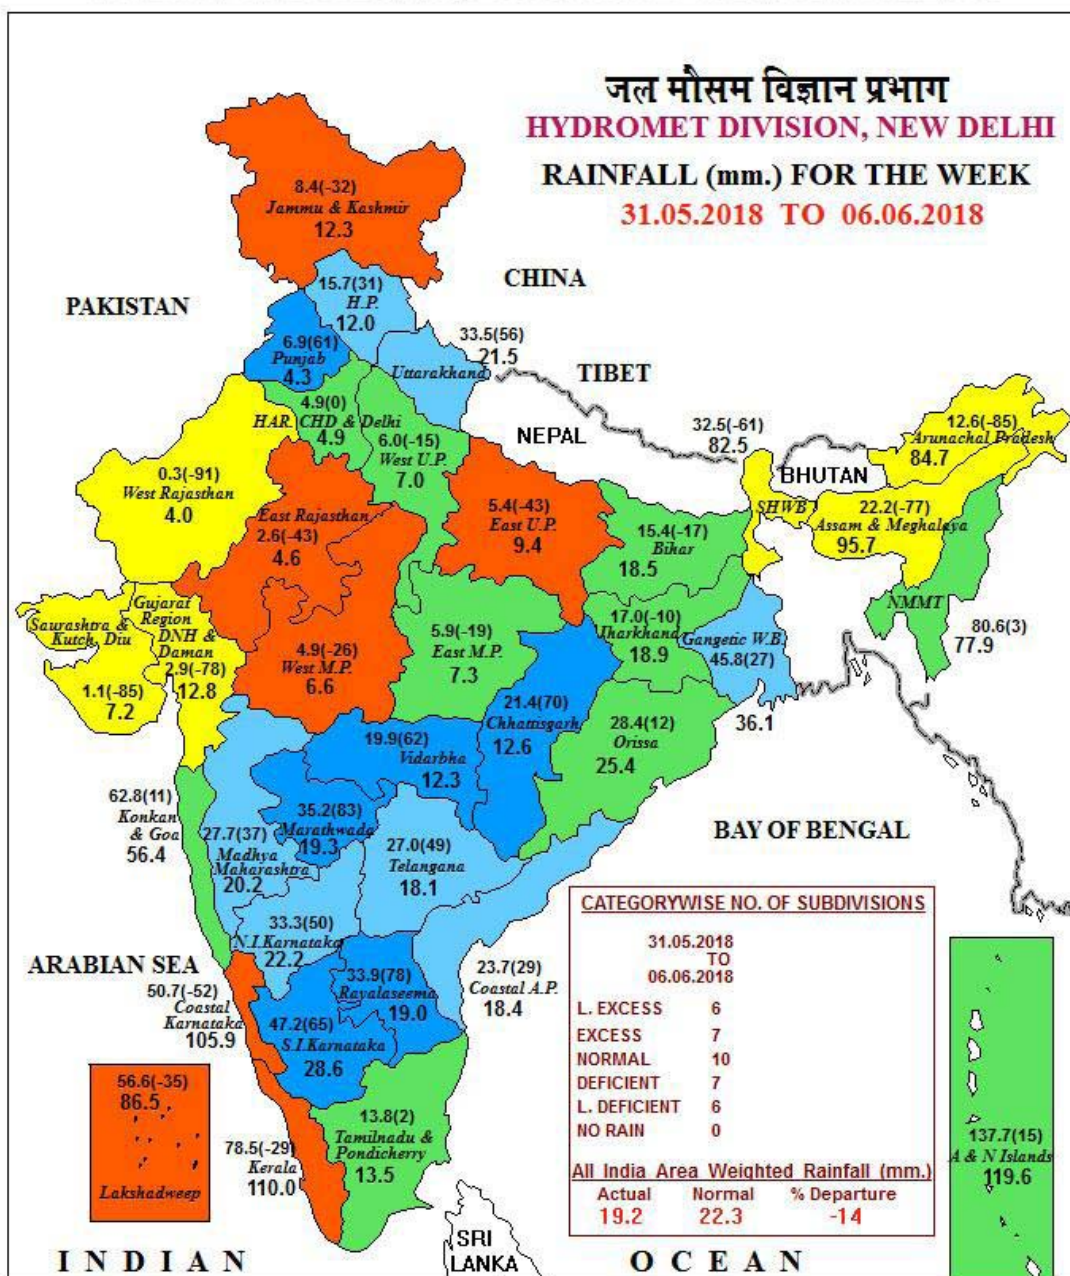 जल मौसम विज्ञान प्रभाग
HYDROMET DIVISION, NEW DELHI
RAINFALL (mm.) FOR THE WEEK
31.05.2018 TO 06.06.2018
8.4(-32)
Jammu & Kashmir
12.3
CHINA
PAKISTAN
15.7(31)
H.P.
12.0
6.9(61)
Punjab
4.3
33.5(56)
21.5
Uttarakhand
TIBET
4.9(0)
HAR. CHD & Delhi
4.9
6.0(-15)
West U.P.
7.0
NEPAL
32.5(-61)
82.5
SHWB
BHUTAN
12.6(-85)
Arunachal Pradesh
84.7
22.2(-77)
Assam & Meghalaya
95.7
0.3(-91)
West Rajasthan
4.0
East Rajasthan
2.6(-43)
4.6
5.4(-43)
East U.P.
9.4
15.4(-17)
Bihar
18.5
NMMT
80.6(3)
77.9
Saurashtra &
Kutch, Diu
1.1(-85)
7.2
Gujarat
Region
DNH &
Daman
2.9(-78)
12.8
4.9(-26)
West M.P.
6.6
5.9(-19)
East M.P.
7.3
17.0(-10)
Jharkhand
18.9
Gangetic W.B.
45.8(27)
36.1
21.4(70)
Chhattisgarh
12.6
28.4(12)
Orissa
25.4
19.9(62)
Vidarbha
12.3
62.8(11)
Konkan
& Goa
56.4
27.7(37)
Madhya
Maharashtra
20.2
35.2(83)
Marathwada
19.3
27.0(49)
Telangana
18.1
BAY OF BENGAL
33.3(50)
N.I.Karnataka
22.2
ARABIAN SEA
50.7(-52)
Coastal
Karnataka
105.9
33.9(78)
Rayalaseema
19.0
23.7(29)
Coastal A.P.
18.4
47.2(65)
S.I.Karnataka
28.6
56.6(-35)
86.5
Lakshadweep
78.5(-29)
Kerala
110.0
13.8(2)
Tamilnadu &
Pondicherry
13.5
CATEGORYWISE NO. OF SUBDIVISIONS
31.05.2018
TO
06.06.2018
L. EXCESS 6
EXCESS 7
NORMAL 10
DEFICIENT 7
L. DEFICIENT 6
NO RAIN 0
All India Area Weighted Rainfall (mm.)
Actual Normal % Departure
19.2 22.3 -14
137.7(15)
A & N Islands
119.6
SRI
LANKA
INDIAN OCEAN